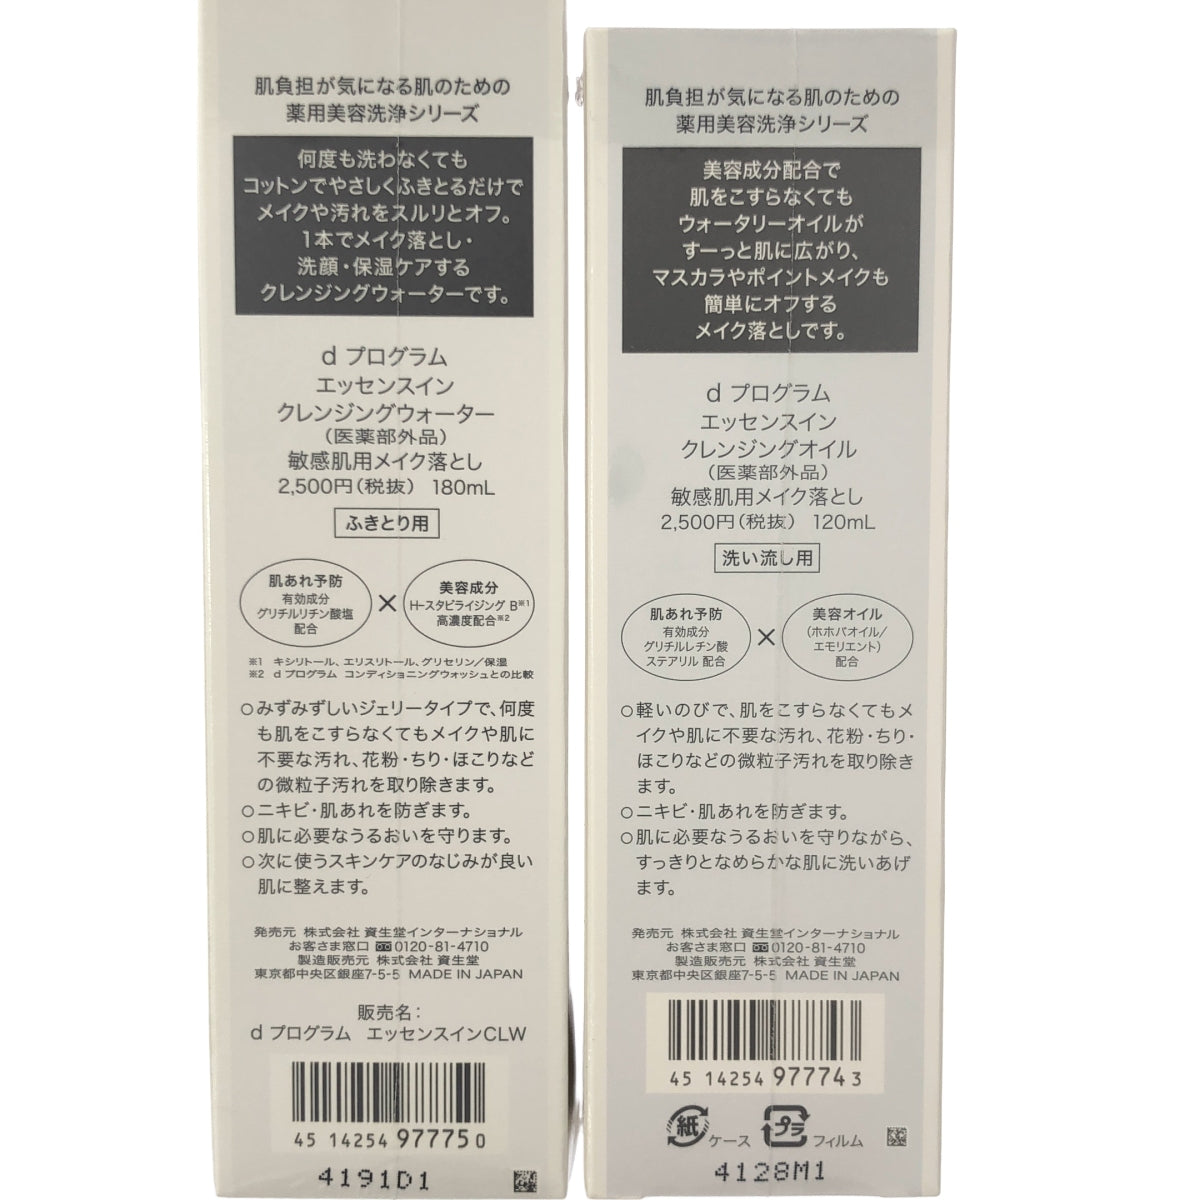 肌負担が気になる肌のための
薬用美容洗浄シリーズ
何度も洗わなくても
コットンでやさしくふきとるだけで
メイクや汚れをスルリとオフ。
1本でメイク落とし・
洗顔・保湿ケアする
クレンジングウォーターです。
d プログラム
エッセンスイン
クレンジングウォーター
（医薬部外品）
敏感肌用メイク落とし
2,500円（税抜） 180mL
ふきとり用
肌あれ予防
有効成分
グリチルリチン酸塩
配合
×
美容成分
H-スタビライジング B※1
高濃度配合※2
※1 キシリトール、エリスリトール、グリセリン／保湿
※2 d プログラム コンディショニングウォッシュとの比較
○みずみずしいジェリータイプで、何度
も肌をこすらなくてもメイクや肌に
不要な汚れ、花粉・ちり・ほこりなど
の微粒子汚れを取り除きます。
○ニキビ・肌あれを防ぎます。
○肌に必要なうるおいを守ります。
○次に使うスキンケアのなじみが良い
肌に整えます。
発売元 株式会社 資生堂インターナショナル
お客さま窓口 0120-81-4710
製造販売元 株式会社 資生堂
東京都中央区銀座7-5-5 MADE IN JAPAN
販売名：
d プログラム エッセンスインCLW
45 14254 977750
4191D1
肌負担が気になる肌のための
薬用美容洗浄シリーズ
美容成分配合で
肌をこすらなくても
ウォータリーオイルが
すーっと肌に広がり、
マスカラやポイントメイクも
簡単にオフする
メイク落としです。
d プログラム
エッセンスイン
クレンジングオイル
（医薬部外品）
敏感肌用メイク落とし
2,500円（税抜） 120mL
洗い流し用
肌あれ予防
有効成分
グリチルレチン酸
ステアリル 配合
×
美容オイル
（ホホバオイル／
エモリエント）
配合
○軽いのびで、肌をこすらなくてもメ
イクや肌に不要な汚れ、花粉・ちり・
ほこりなどの微粒子汚れを取り除き
ます。
○ニキビ・肌あれを防ぎます。
○肌に必要なうるおいを守りながら、
すっきりとなめらかな肌に洗いあげ
ます。
発売元 株式会社 資生堂インターナショナル
お客さま窓口 0120-81-4710
製造販売元 株式会社 資生堂
東京都中央区銀座7-5-5 MADE IN JAPAN
45 14254 977743
紙 ケース プラ フィルム
4128M1